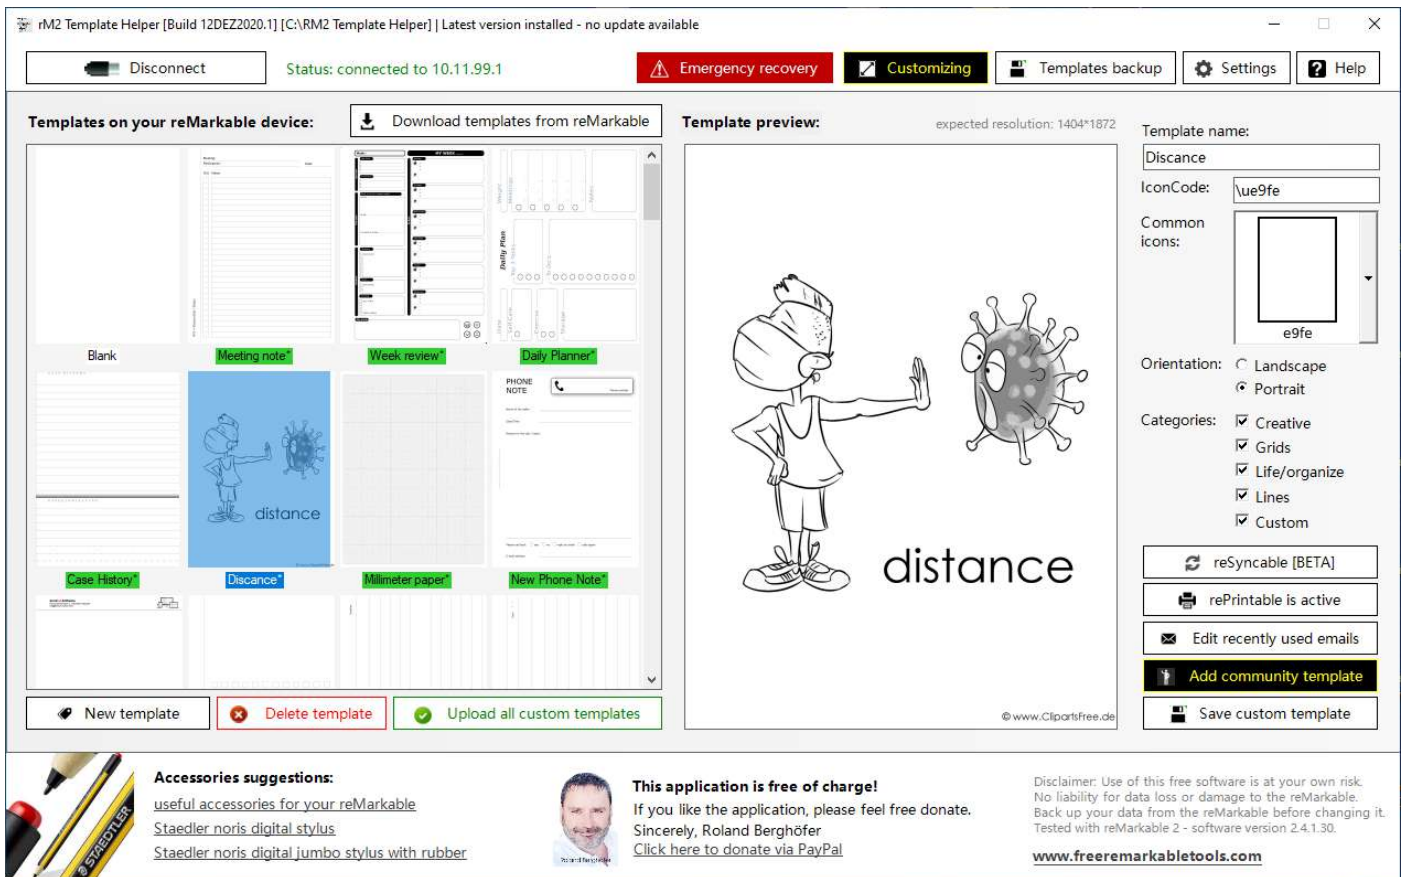 rM2 Template Helper [Build 12DEZ2020.1] [C:\RM2 Template Helper] | Latest version installed - no update available
Disconnect
Status: connected to 10.11.99.1
Emergency recovery
Customizing
Templates backup
Settings
? Help
Templates on your reMarkable device:
Download templates from reMarkable
Daily Plan
Blank
Meeting note*
Week review*
Daily Planner*
distance
PHONE
NOTE
Case History*
Discance*
Millimeter paper*
New Phone Note*
New template
Delete template
Upload all custom templates
Template preview:
expected resolution: 1404*1872
distance
© www.ClipartsFree.de
Template name:
Discance
IconCode:
\ue9fe
Common
icons:
e9fe
Orientation:
Landscape
Portrait
Categories:
Creative
Grids
Life/organize
Lines
Custom
reSyncable [BETA]
rePrintable is active
Edit recently used emails
Add community template
Save custom template
STAEDTLER
Accessories suggestions:
useful accessories for your reMarkable
Staedler noris digital stylus
Staedler noris digital jumbo stylus with rubber
Roland Berghöfer
This application is free of charge!
If you like the application, please feel free donate.
Sincerely, Roland Berghöfer
Click here to donate via PayPal
Disclaimer: Use of this free software is at your own risk.
No liability for data loss or damage to the reMarkable.
Back up your data from the reMarkable before changing it.
Tested with reMarkable 2 - software version 2.4.1.30.
www.freeremarkabletools.com